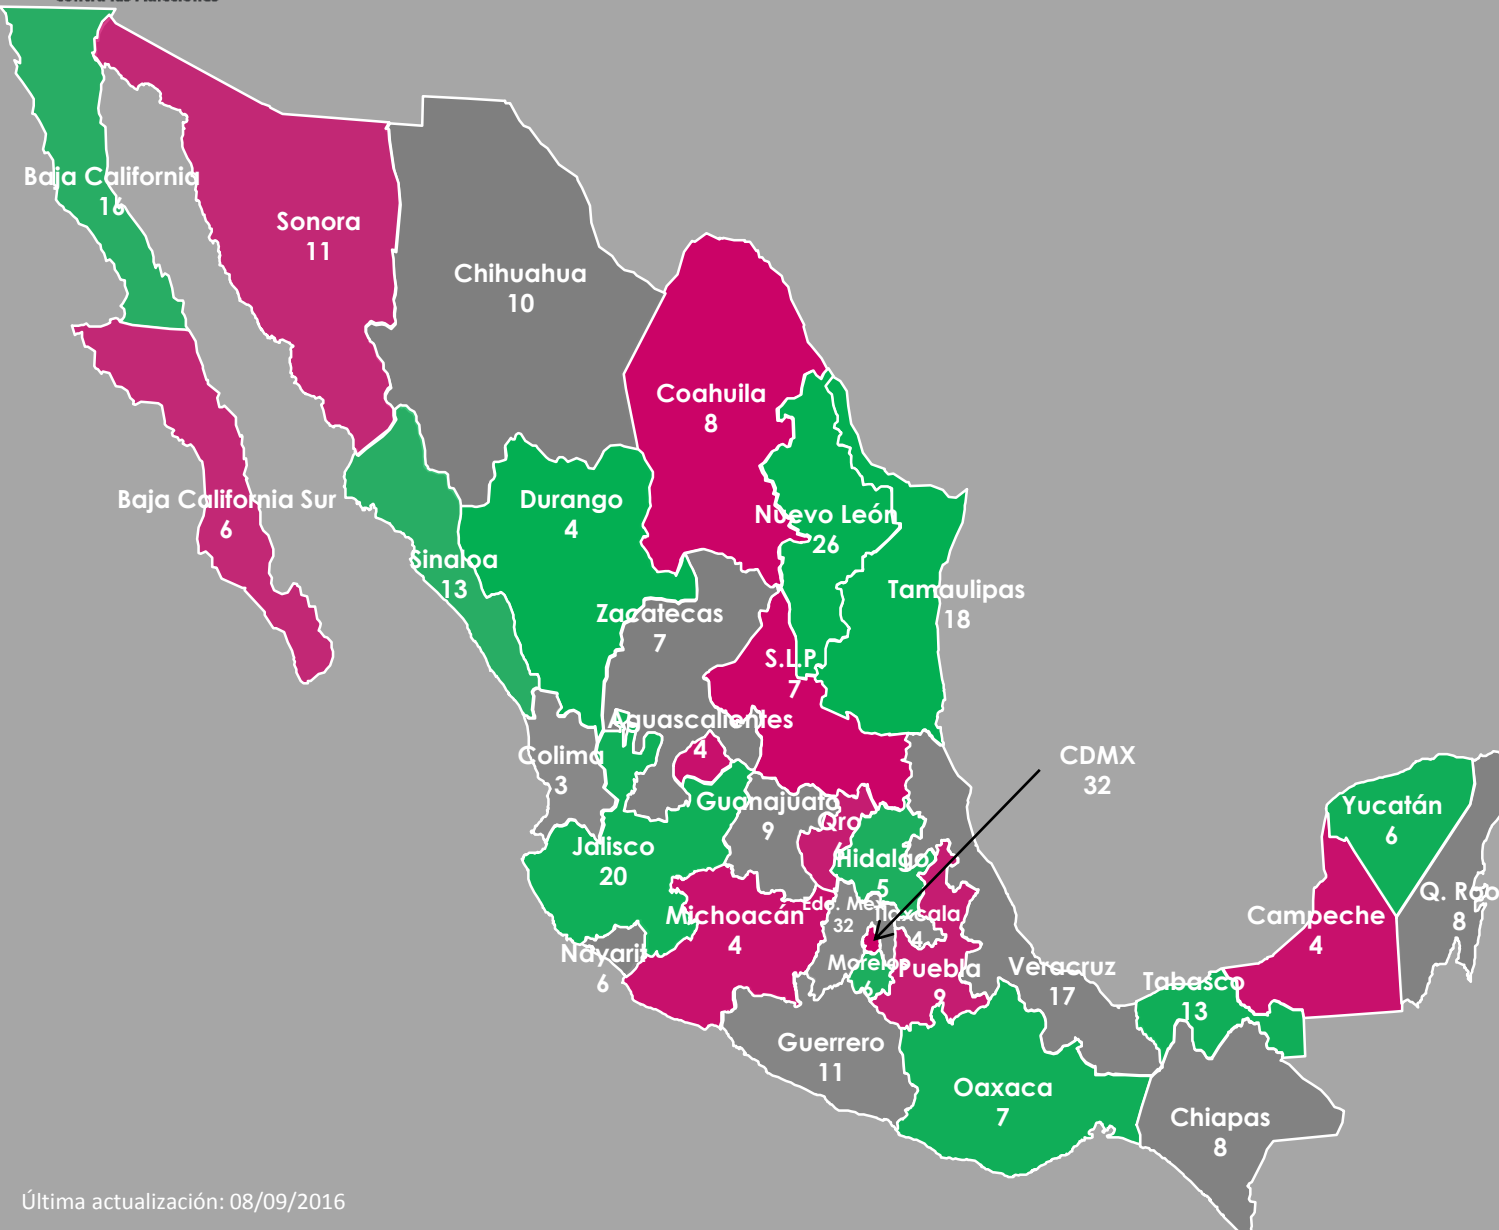 Baja California
16
Sonora
11
Chihuahua
10
Coahuila
8
Baja California Sur
6
Durango
4
Nuevo León
26
Sinaloa
13
Tamaulipas
18
Zacatecas
7
S.L.P.
7
Aguascalientes
4
Colima
3
CDMX
32
Guanajuato
9
Qro
Yucatán
6
Jalisco
20
Hidalgo
5
Q. Roo
8
Edo. Mex
32
Tlaxcala
4
Michoacán
4
Campeche
4
Nayarit
6
Morelos
6
Puebla
9
Veracruz
17
Tabasco
13
Guerrero
11
Oaxaca
7
Chiapas
8
Última actualización: 08/09/2016